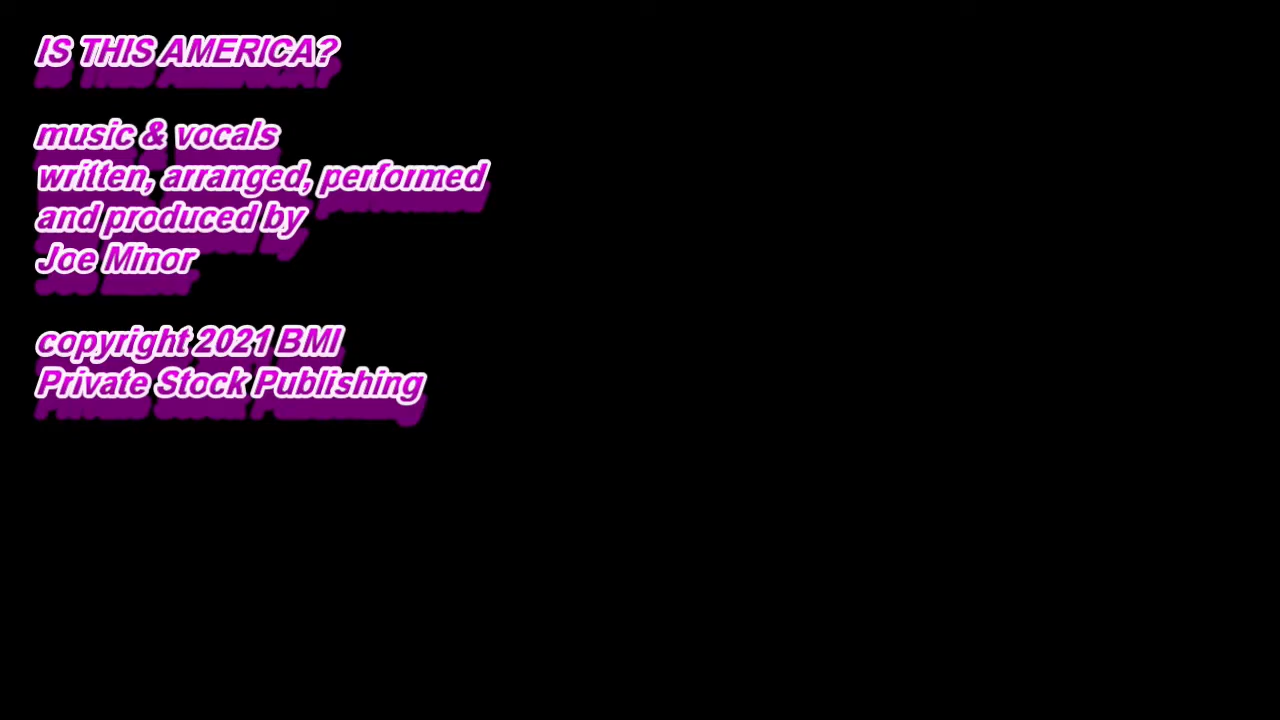 IS THIS AMERICA?
music & vocals
written, arranged, performed
and produced by
Joe Minor
copyright 2021 BMI
Private Stock Publishing